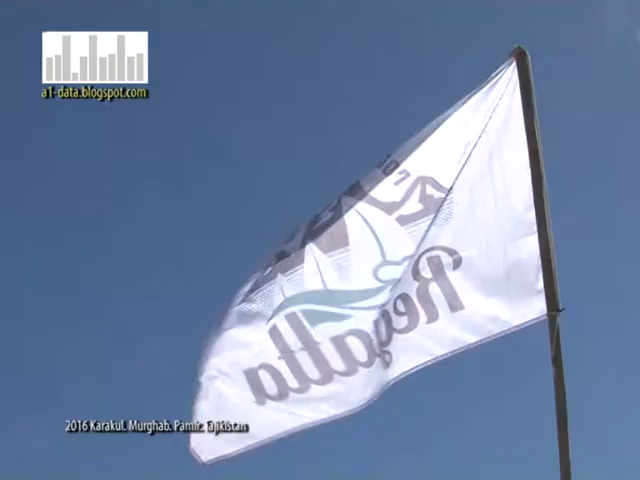 a1-data.blogspot.com
Regatta
2016 Karakul. Murghab. Pamir. Tajikistan